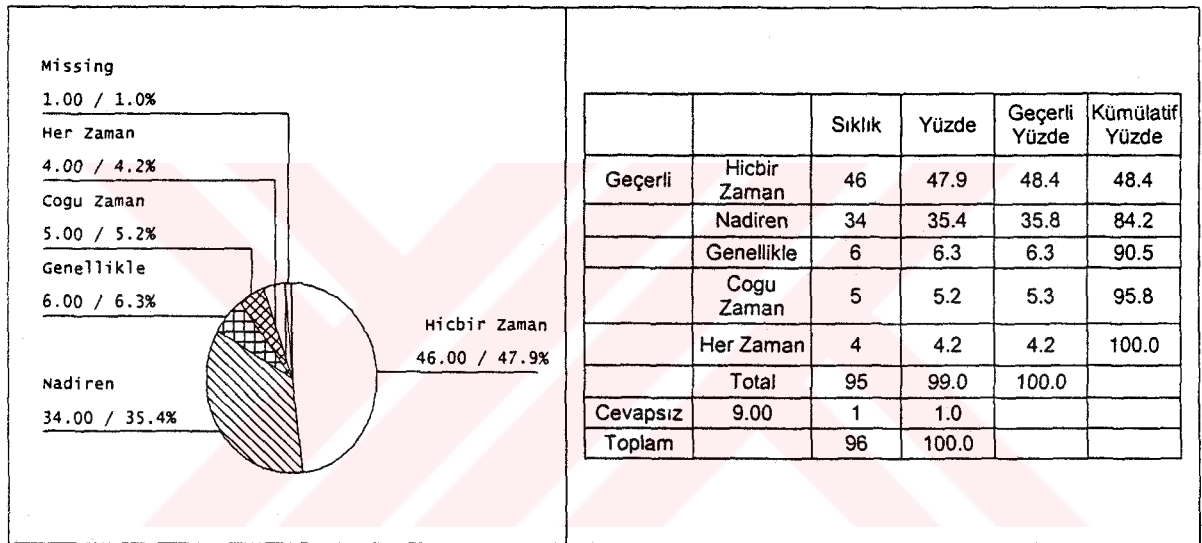 Missing
1.00 / 1.0%
Her Zaman
4.00 / 4.2%
Cogu Zaman
5.00 / 5.2%
Genellikle
6.00 / 6.3%
Hicbir Zaman
46.00 / 47.9%
Nadiren
34.00 / 35.4%
Sıklık Yüzde Geçerli Yüzde Kümülatif Yüzde
Geçerli Hicbir Zaman 46 47.9 48.4 48.4
Nadiren 34 35.4 35.8 84.2
Genellikle 6 6.3 6.3 90.5
Cogu Zaman 5 5.2 5.3 95.8
Her Zaman 4 4.2 4.2 100.0
Total 95 99.0 100.0
Cevapsız 9.00 1 1.0
Toplam 96 100.0